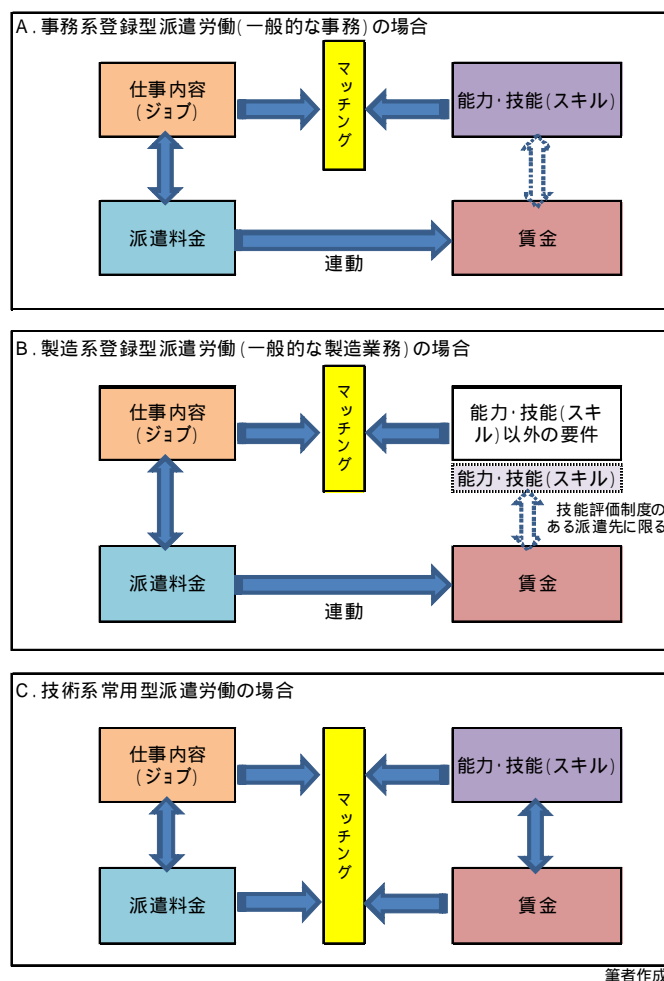 A．事務系登録型派遣労働(一般的な事務)の場合
仕事内容
(ジョブ)
マッチング
能力･技能(スキル)
派遣料金
連動
賃金
B．製造系登録型派遣労働(一般的な製造業務)の場合
仕事内容
(ジョブ)
マッチング
能力･技能(スキ
ル)以外の要件
能力･技能(スキル)
技能評価制度の
ある派遣先に限る
派遣料金
連動
賃金
C．技術系常用型派遣労働の場合
仕事内容
(ジョブ)
マッチング
能力･技能(スキル)
派遣料金
賃金
筆者作成